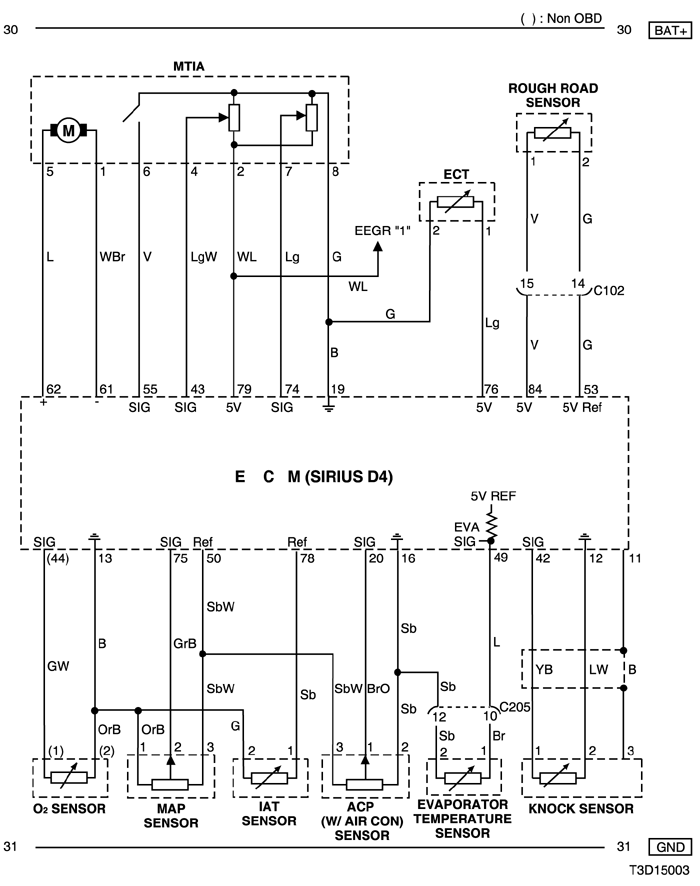 ( ) : Non OBD
30 30 BAT+
MTIA
ROUGH ROAD
SENSOR
M
ECT
5 1 6 4 2 7 8
1 2
2 1
EEGR "1"
L WBr V LgW WL Lg G
V G
WL
15 14 C102
G
Lg
B
V G
62 61 55 43 79 74 19 76 84 53
+ - SIG SIG 5V SIG 5V 5V 5V Ref
E C M (SIRIUS D4)
5V REF
EVA
SIG
SIG SIG Ref Ref SIG SIG
(44) 13 75 50 78 20 16 49 42 12 11
SbW
Sb
B GrB L
GW YB LW B
SbW Sb SbW BrO Sb
Sb
C205
12 10
OrB OrB G
Sb Br
(1) (2) 1 2 3 2 1 3 1 2 2 1 1 2 3
O2 SENSOR
MAP
SENSOR
IAT
SENSOR
ACP
(W/ AIR CON)
SENSOR
EVAPORATOR
TEMPERATURE
SENSOR
KNOCK SENSOR
31 31 GND
T3D15003